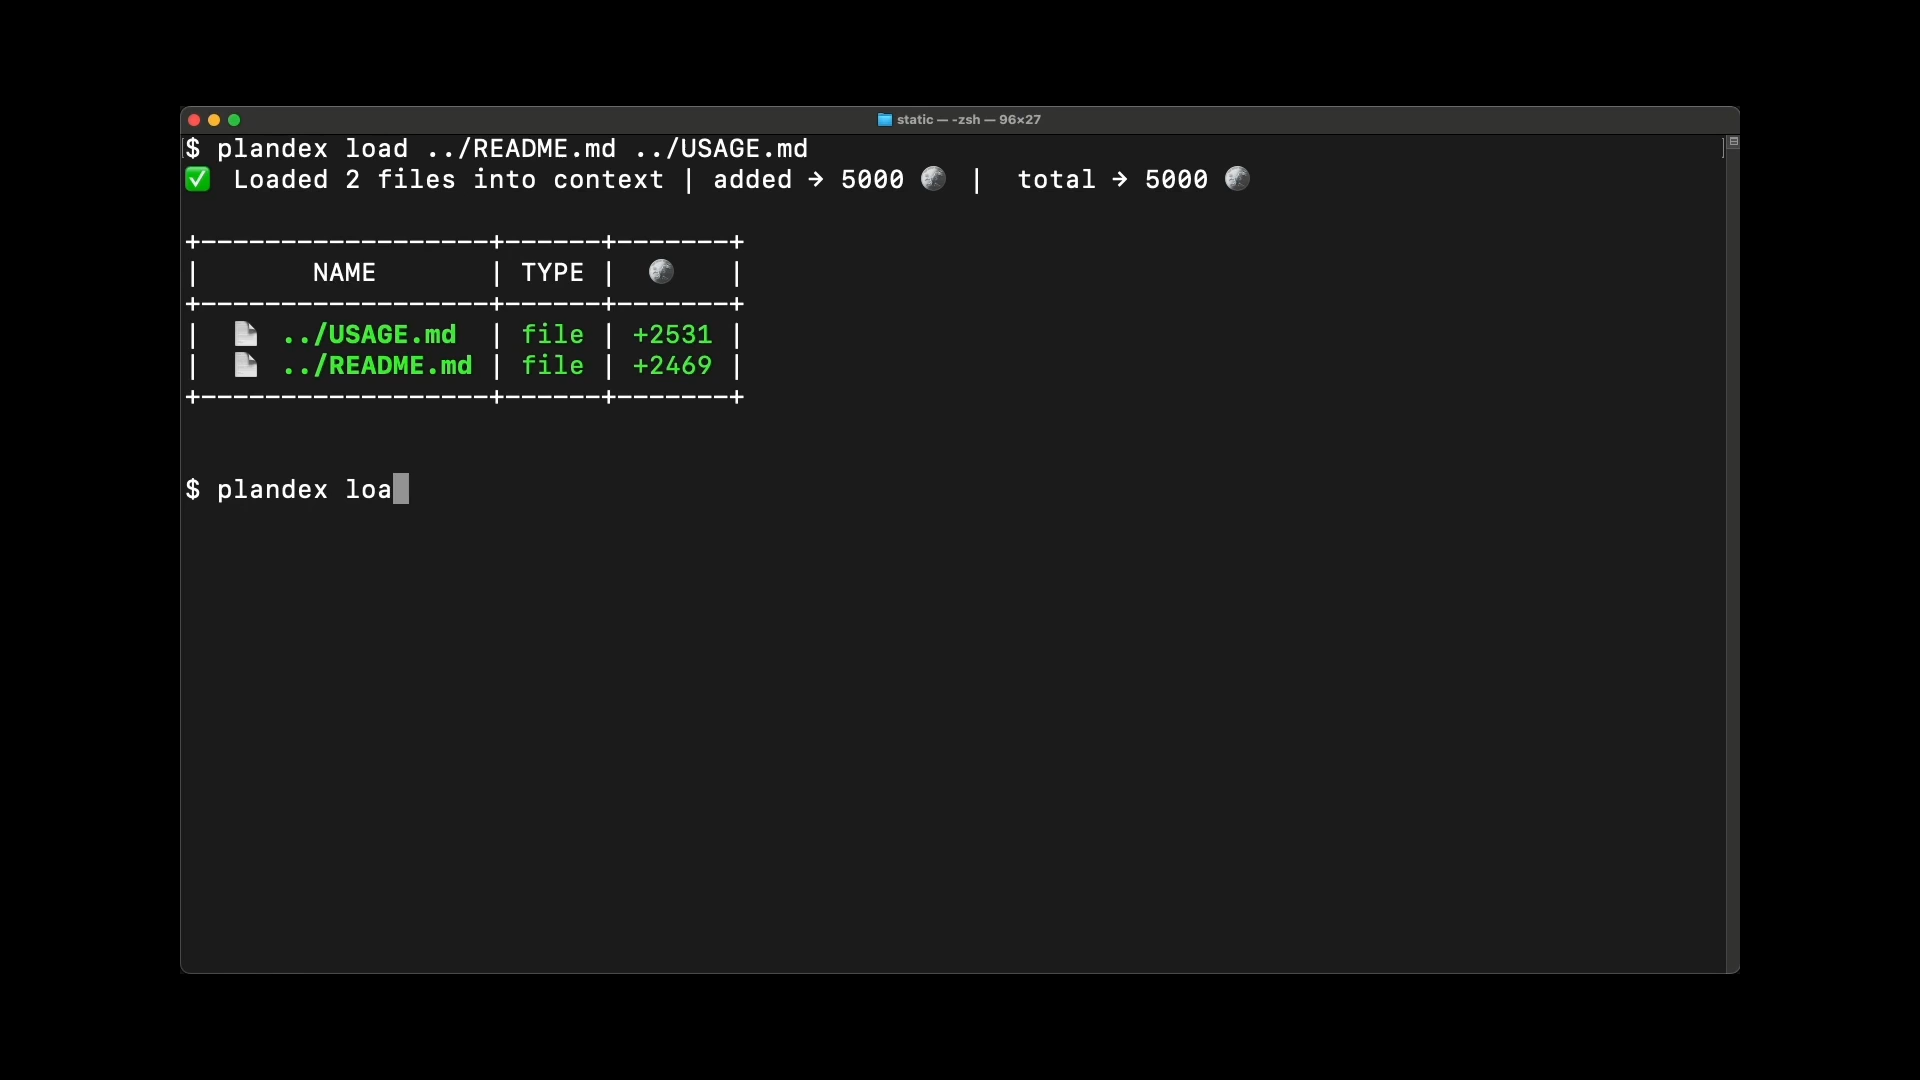 static — -zsh — 96×27
$ plandex load ../README.md ../USAGE.md
✅ Loaded 2 files into context | added → 5000 🪙 | total → 5000 🪙
+------------------+------+-------+
| NAME | TYPE | 🪙 |
+------------------+------+-------+
| 📄 ../USAGE.md | file | +2531 |
| 📄 ../README.md | file | +2469 |
+------------------+------+-------+
$ plandex loa